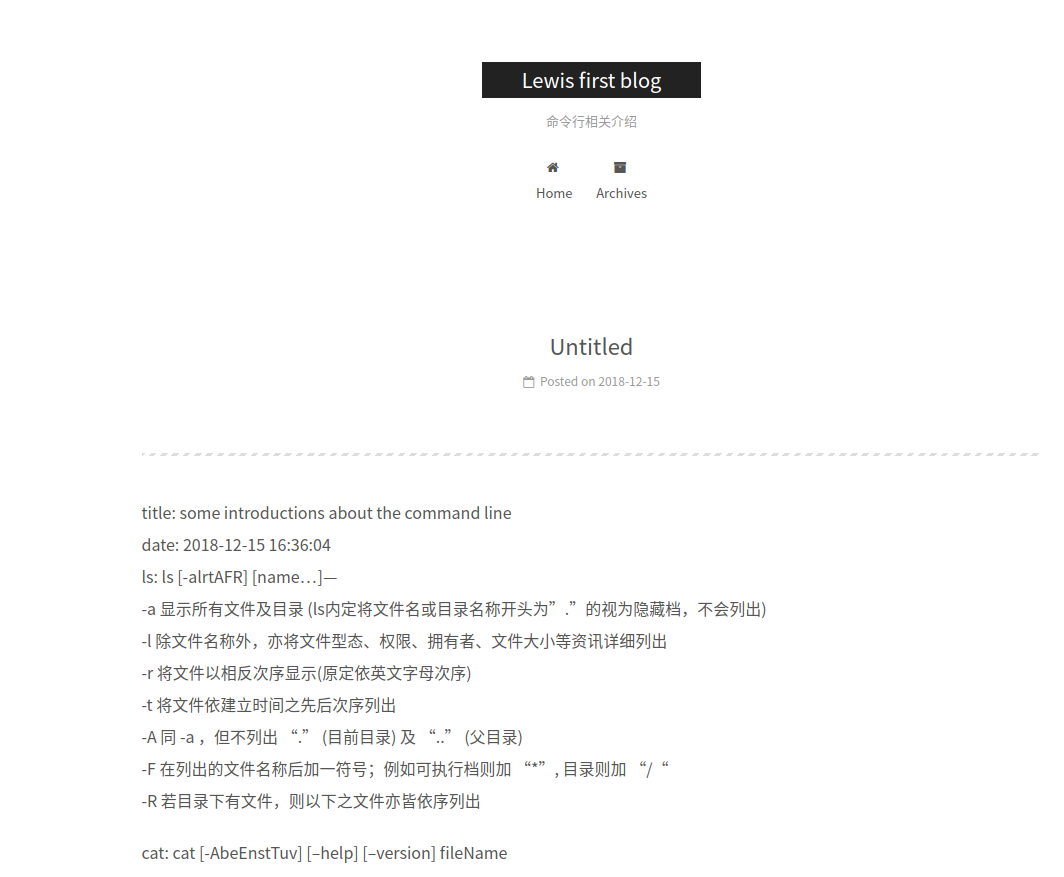 Lewis first blog
命令行相关介绍
Home Archives
Untitled
Posted on 2018-12-15
title: some introductions about the command line
date: 2018-12-15 16:36:04
ls: ls [-alrtAFR] [name…]—
-a 显示所有文件及目录 (ls内定将文件名或目录名称开头为”.”的视为隐藏档，不会列出)
-l 除文件名称外，亦将文件型态、权限、拥有者、文件大小等资讯详细列出
-r 将文件以相反次序显示(原定依英文字母次序)
-t 将文件依建立时间之先后次序列出
-A 同 -a ，但不列出 “.” (目前目录) 及 “..” (父目录)
-F 在列出的文件名称后加一符号；例如可执行档则加 “*”, 目录则加 “/“
-R 若目录下有文件，则以下之文件亦皆依序列出
cat: cat [-AbeEnstTuv] [–help] [–version] fileName